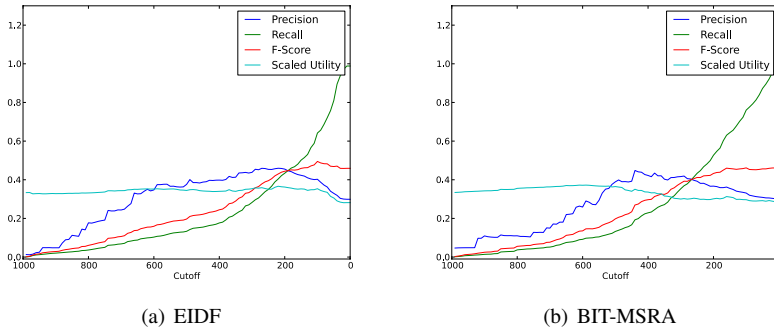 1.2
1.0
0.8
0.6
0.4
0.2
0.0
1000 800 600 400 200 0
Cutoff
Precision
Recall
F-Score
Scaled Utility
(a) EIDF
1.2
1.0
0.8
0.6
0.4
0.2
0.0
1000 800 600 400 200
Cutoff
Precision
Recall
F-Score
Scaled Utility
(b) BIT-MSRA